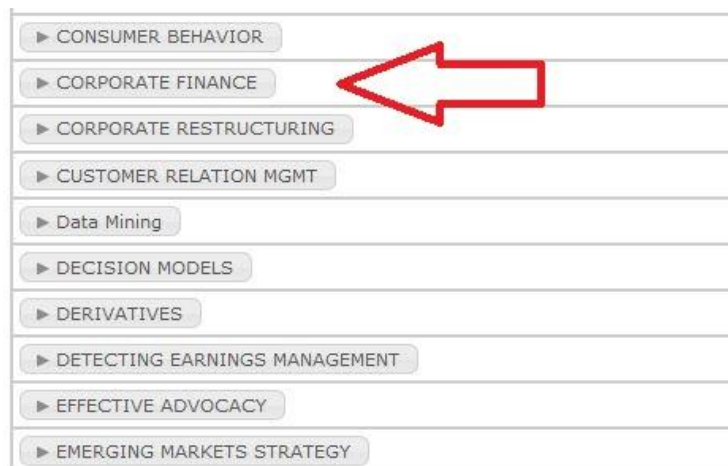 CONSUMER BEHAVIOR
CORPORATE FINANCE
CORPORATE RESTRUCTURING
CUSTOMER RELATION MGMT
Data Mining
DECISION MODELS
DERIVATIVES
DETECTING EARNINGS MANAGEMENT
EFFECTIVE ADVOCACY
EMERGING MARKETS STRATEGY